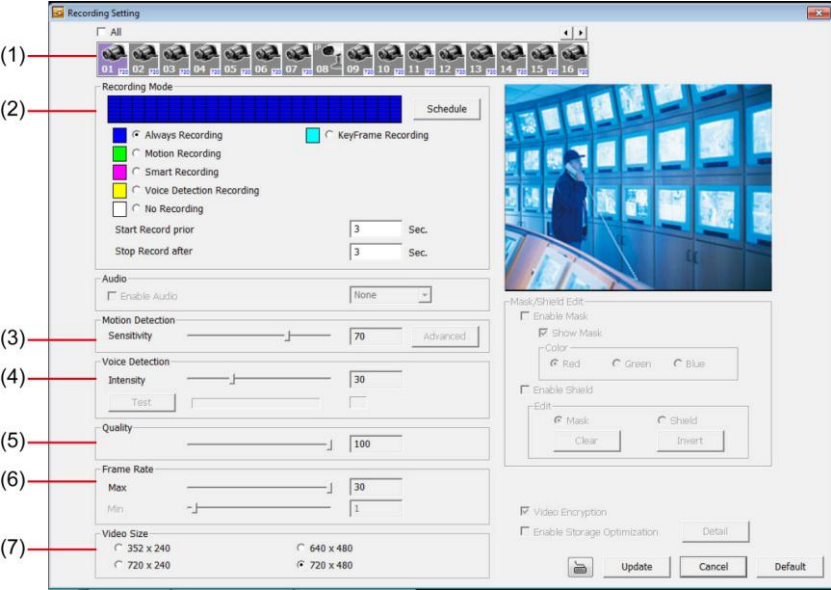 Recording Setting
All
(1)
01 02 03 04 05 06 07 IP 08 09 10 11 12 13 14 15 16
Recording Mode
(2)
Schedule
Always Recording KeyFrame Recording
Motion Recording
Smart Recording
Voice Detection Recording
No Recording
Start Record prior 3 Sec.
Stop Record after 3 Sec.
Audio
Enable Audio None
Motion Detection
(3) Sensitivity 70 Advanced
Voice Detection
(4) Intensity 30
Test
Quality
(5) 100
Frame Rate
(6) Max 30
Min 1
Video Size
(7) 352 x 240 640 x 480
720 x 240 720 x 480
Mask/Shield Edit
Enable Mask
Show Mask
Color
Red Green Blue
Enable Shield
Edit
Mask Shield
Clear Invert
Video Encryption
Enable Storage Optimization Detail
Update Cancel Default